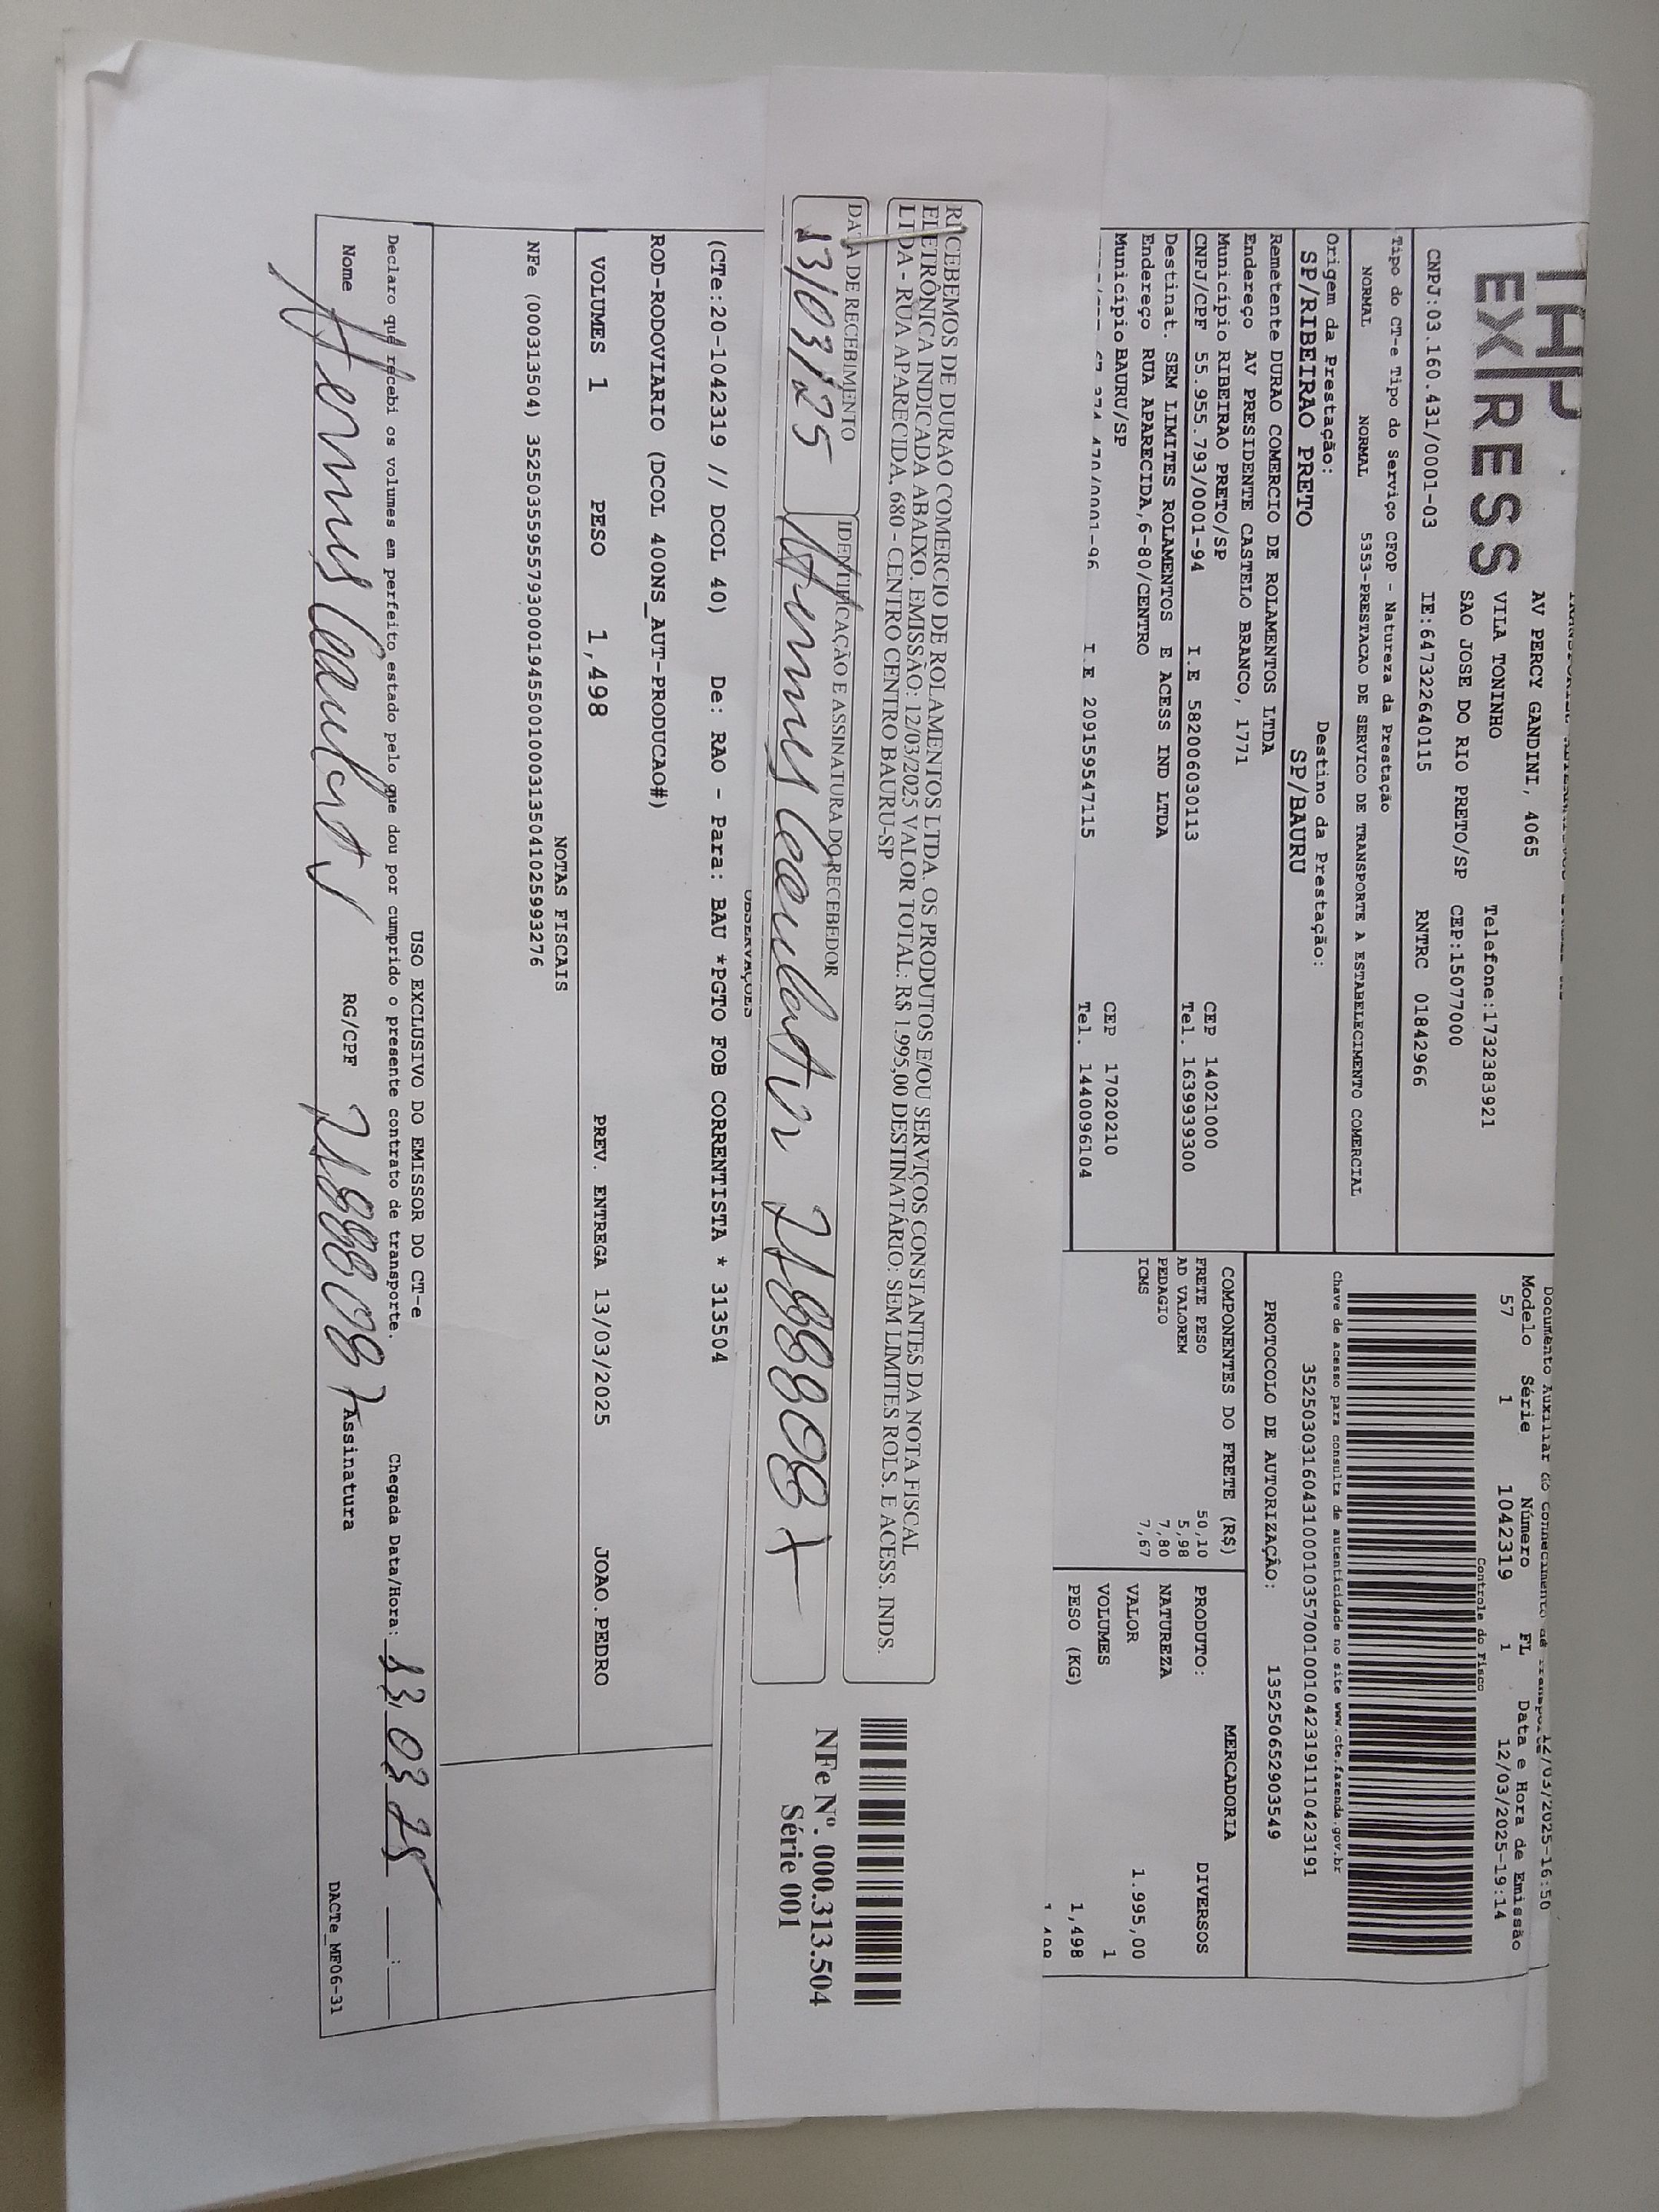 EXPRESS
AV PERCY GANDINI, 4065
VILA TONINHO
SAO JOSE DO RIO PRETO/SP
Telefone:1732383921
CEP:15077000
CNPJ:03.160.431/0001-03 IE:647322640115 RNTRC 01842966
Tipo do CT-e Tipo do Serviço CFOP - Natureza da Prestação
NORMAL NORMAL 5353-PRESTACAO DE SERVICO DE TRANSPORTE A ESTABELECIMENTO COMERCIAL
Origem da Prestação: Destino da Prestação:
SP/RIBEIRAO PRETO SP/BAURU
Remetente DURAO COMERCIO DE ROLAMENTOS LTDA
Endereço AV PRESIDENTE CASTELO BRANCO, 1771
Município RIBEIRAO PRETO/SP CEP 14021000
CNPJ/CPF 55.955.793/0001-94 I.E 582006030113 Tel. 1639939300
Destinat. SEM LIMITES ROLAMENTOS E ACESS IND LTDA
Endereço RUA APARECIDA,6-80/CENTRO
Município BAURU/SP CEP 17020210
I.E 209159547115 Tel. 1440096104
Documento Auxiliar do Conhecimento de Transporte
12/03/2025-16:50
Modelo Série Número FL Data e Hora de Emissão
57 1 1042319 1 12/03/2025-19:14
Controle do Fisco
Chave de acesso para consulta de autenticidade no site www.cte.fazenda.gov.br
35250303160431000103570010010423191110423191
PROTOCOLO DE AUTORIZAÇÃO: 135250652903549
COMPONENTES DO FRETE (R$)
FRETE PESO 50,10
AD VALOREM 5,98
PEDAGIO 7,80
ICMS 7,67
MERCADORIA
PRODUTO: DIVERSOS
NATUREZA
VALOR 1.995,00
VOLUMES 1
PESO (KG) 1,498
RECEBEMOS DE DURAO COMERCIO DE ROLAMENTOS LTDA. OS PRODUTOS E/OU SERVIÇOS CONSTANTES DA NOTA FISCAL
ELETRÔNICA INDICADA ABAIXO. EMISSÃO: 12/03/2025 VALOR TOTAL: R$ 1.995,00 DESTINATÁRIO: SEM LIMITES ROLS. E ACESS. INDS.
LTDA - RUA APARECIDA, 680 - CENTRO CENTRO BAURU-SP
DATA DE RECEBIMENTO IDENTIFICAÇÃO E ASSINATURA DO RECEBEDOR
13/03/25
NFe Nº. 000.313.504
Série 001
OBSERVAÇOES
(CTe:20-1042319 // DCOL 40) De: RAO - Para: BAU *PGTO FOB CORRENTISTA * 313504
ROD-RODOVIARIO (DCOL 400NS_AUT-PRODUCAO#)
VOLUMES 1 PESO 1,498 PREV. ENTREGA 13/03/2025 JOAO.PEDRO
NOTAS FISCAIS
NFe (000313504) 35250355955793000194550010003135041025993276
USO EXCLUSIVO DO EMISSOR DO CT-e
Declaro que recebi os volumes em perfeito estado pelo que dou por cumprido o presente contrato de transporte. Chegada Data/Hora: 13 03 25 :
Nome RG/CPF Assinatura
DACTe_MF06-31